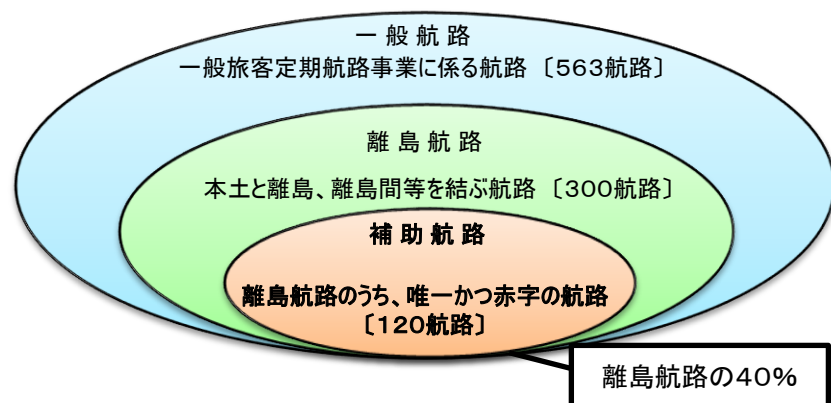 一 般 航 路
一般旅客定期航路事業に係る航路 〔563航路〕
離 島 航 路
本土と離島、離島間等を結ぶ航路 〔300航路〕
補 助 航 路
離島航路のうち、唯一かつ赤字の航路
〔120航路〕
離島航路の40%